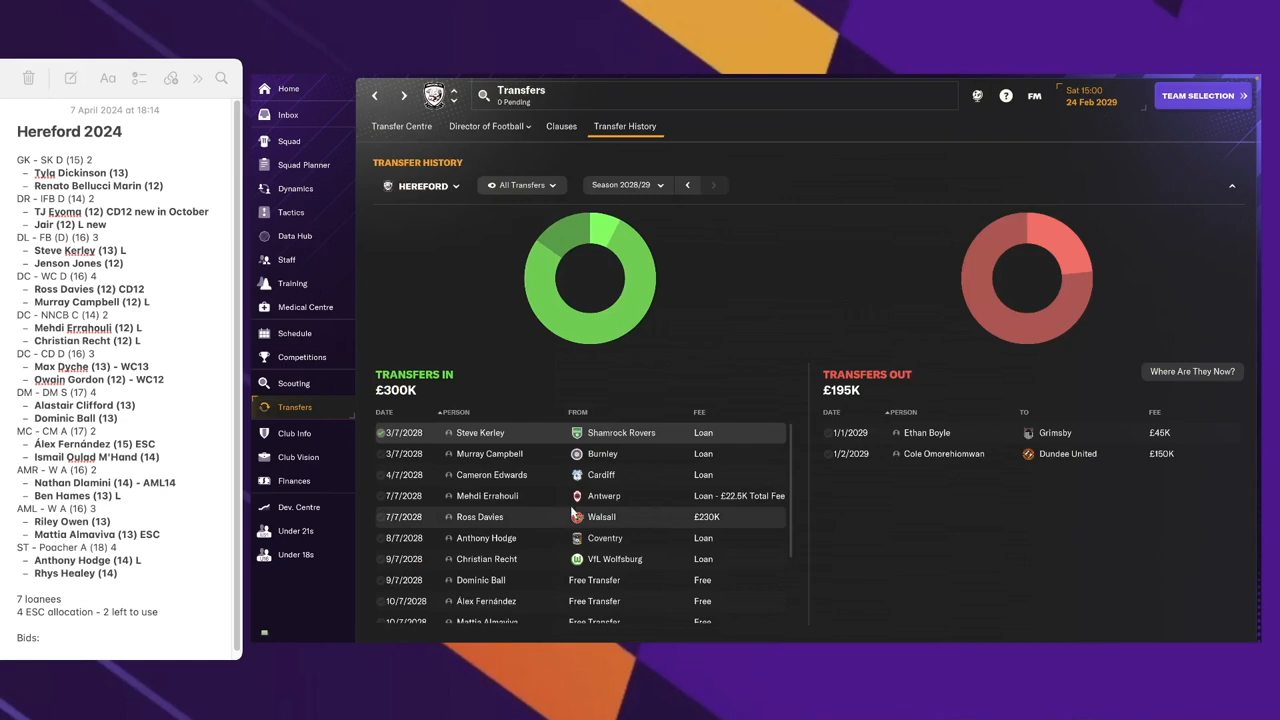 7 April 2024 at 18:14
Hereford 2024
GK - SK D (15) 2
– Tyla Dickinson (13)
– Renato Bellucci Marin (12)
DR - IFB D (14) 2
– TJ Eyoma (12) CD12 new in October
– Jair (12) L new
DL - FB (D) (16) 3
– Steve Kerley (13) L
– Jenson Jones (12)
DC - WC D (16) 4
– Ross Davies (12) CD12
– Murray Campbell (12) L
DC - NNCB C (14) 2
– Mehdi Errahouli (12) L
– Christian Recht (12) L
DC - CD D (16) 3
– Max Dyche (13) - WC13
– Owain Gordon (12) - WC12
DM - DM S (17) 4
– Alastair Clifford (13)
– Dominic Ball (13)
MC - CM A (17) 2
– Álex Fernández (15) ESC
– Ismail Oulad M'Hand (14)
AMR - W A (16) 2
– Nathan Dlamini (14) - AML14
– Ben Hames (13) L
AML - W A (16) 3
– Riley Owen (13)
– Mattia Almaviva (13) ESC
ST - Poacher A (18) 4
– Anthony Hodge (14) L
– Rhys Healey (14)
7 loanees
4 ESC allocation - 2 left to use
Bids:
Home
Inbox
Squad
Squad Planner
Dynamics
Tactics
Data Hub
Staff
Training
Medical Centre
Schedule
Competitions
Scouting
Transfers
Club Info
Club Vision
Finances
Dev. Centre
Under 21s
Under 18s
Transfers
0 Pending
? FM
Sat 15:00
24 Feb 2029
TEAM SELECTION
Transfer Centre Director of Football Clauses Transfer History
TRANSFER HISTORY
HEREFORD All Transfers Season 2028/29
TRANSFERS IN
£300K
DATE PERSON FROM FEE
3/7/2028 Steve Kerley Shamrock Rovers Loan
3/7/2028 Murray Campbell Burnley Loan
4/7/2028 Cameron Edwards Cardiff Loan
7/7/2028 Mehdi Errahouli Antwerp Loan - £22.5K Total Fee
7/7/2028 Ross Davies Walsall £230K
8/7/2028 Anthony Hodge Coventry Loan
9/7/2028 Christian Recht VfL Wolfsburg Loan
9/7/2028 Dominic Ball Free Transfer Free
10/7/2028 Álex Fernández Free Transfer Free
10/7/2028 Mattia Almaviva Free Transfer Free
TRANSFERS OUT
£195K
Where Are They Now?
DATE PERSON TO FEE
1/1/2029 Ethan Boyle Grimsby £45K
1/2/2029 Cole Omorehiomwan Dundee United £150K